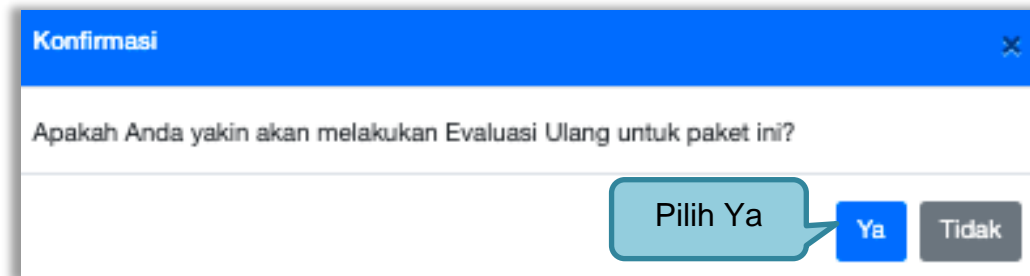 Konfirmasi ×
Apakah Anda yakin akan melakukan Evaluasi Ulang untuk paket ini?
Pilih Ya
Ya Tidak